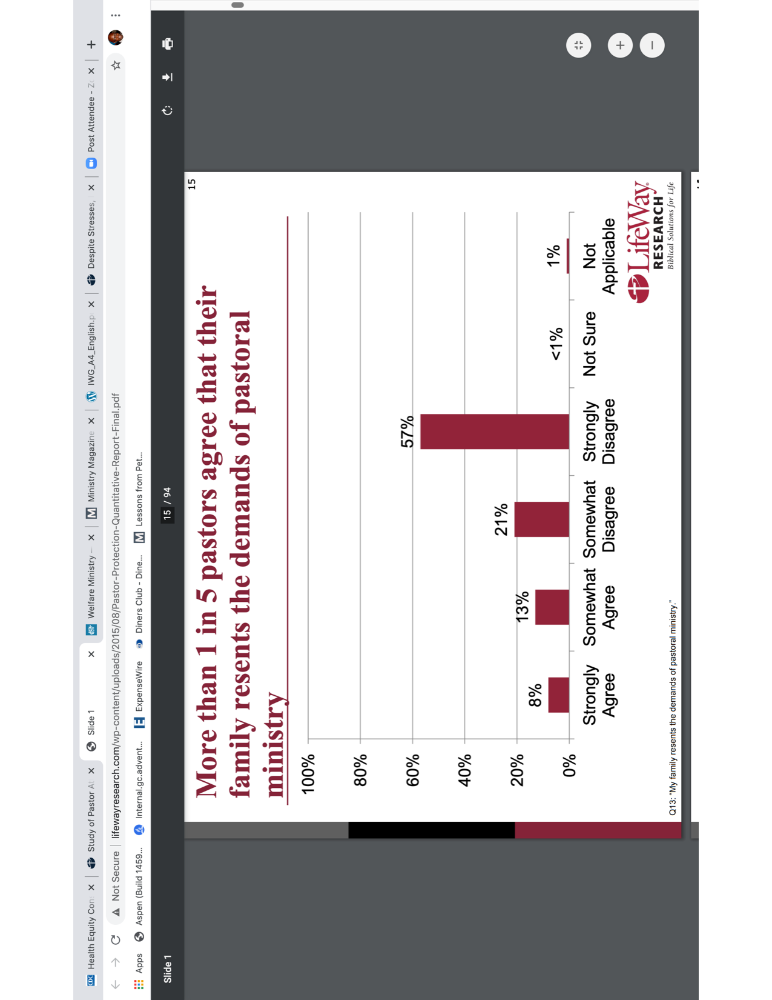 Health Equity Con
Study of Pastor At
Slide 1
Welfare Ministry –
M Ministry Magazine
IWG_A4_English.p
Despite Stresses,
Post Attendee - Zo
Not Secure | lifewayresearch.com/wp-content/uploads/2015/08/Pastor-Protection-Quantitative-Report-Final.pdf
Apps
Aspen (Build 1459...
Internal.gc.advent...
E ExpenseWire
Diners Club - Dine...
M Lessons from Pet...
Slide 1
15 / 94
15
More than 1 in 5 pastors agree that their
family resents the demands of pastoral
ministry
100%
80%
60%
40%
20%
0%
8%
13%
21%
57%
<1%
1%
Strongly
Agree
Somewhat
Agree
Somewhat
Disagree
Strongly
Disagree
Not Sure
Not
Applicable
LifeWay®
RESEARCH
Biblical Solutions for Life
Q13: “My family resents the demands of pastoral ministry.”